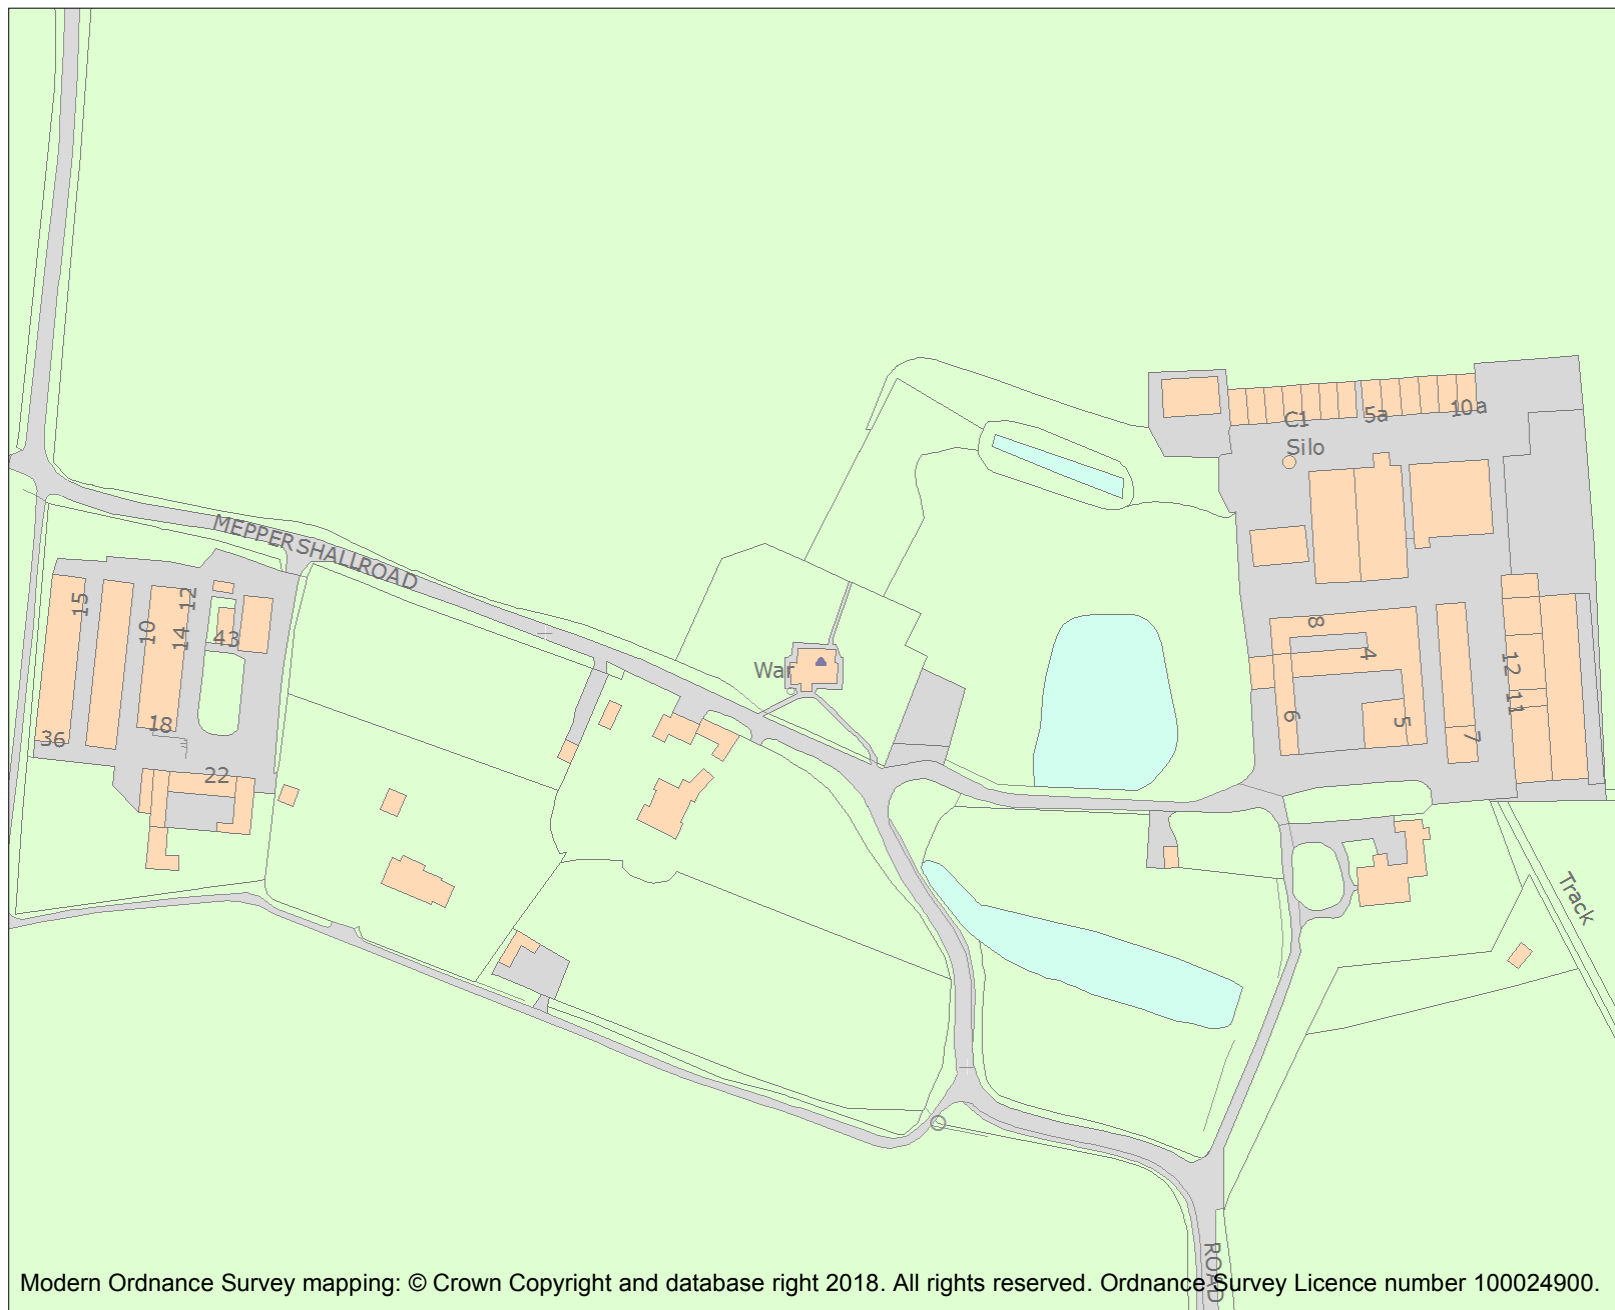 C1
5a
10a
Silo
MEPPERSHALLROAD
15
12
10
14
43
8
4
12
War
11
6
5
7
18
36
22
Track
ROAD
Modern Ordnance Survey mapping: © Crown Copyright and database right 2018. All rights reserved. Ordnance Survey Licence number 100024900.